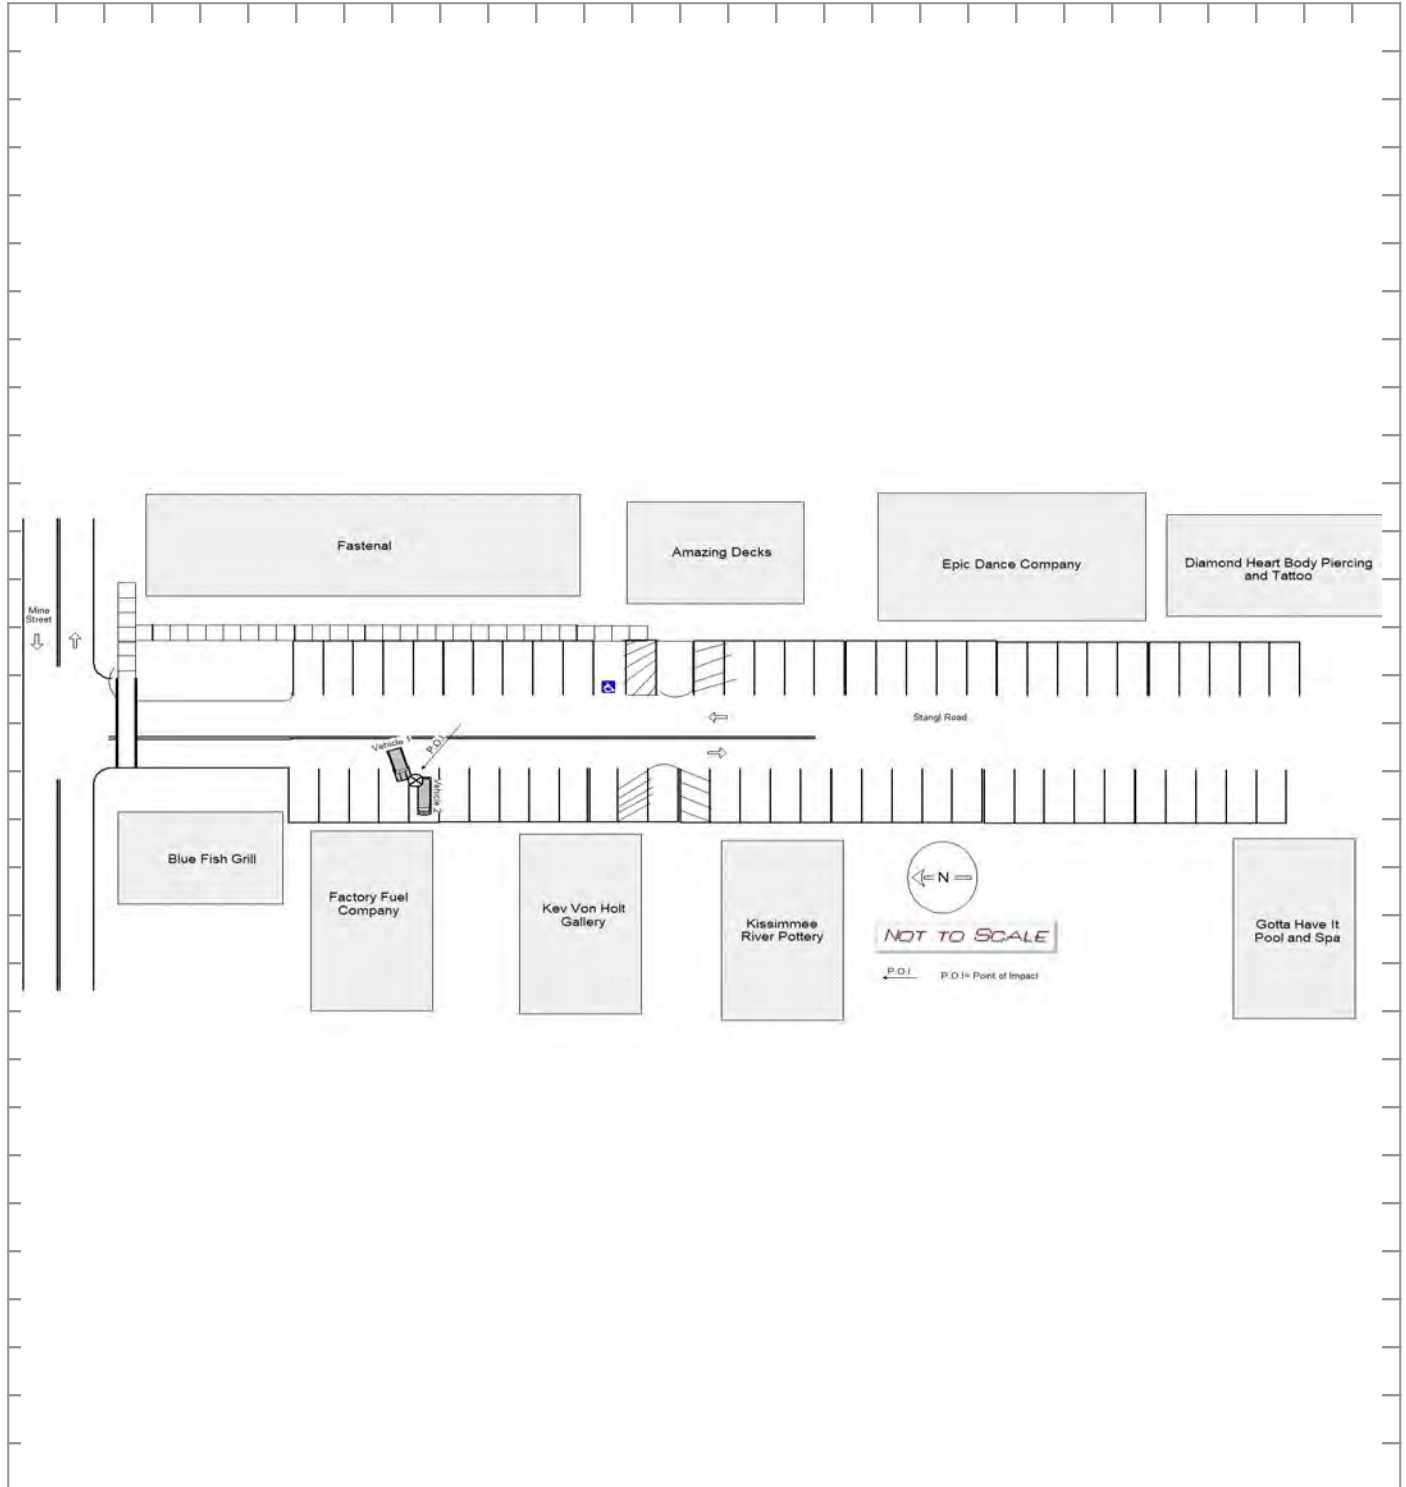 Fastenal
Amazing Decks
Epic Dance Company
Diamond Heart Body Piercing
and Tattoo
Mine
Street
Stangl Road
Vehicle 1
P.O.I
Vehicle 2
Blue Fish Grill
Factory Fuel
Company
Kev Von Holt
Gallery
Kissimmee
River Pottery
N
NOT TO SCALE
P.O.I
P.O.I= Point of Impact
Gotta Have It
Pool and Spa